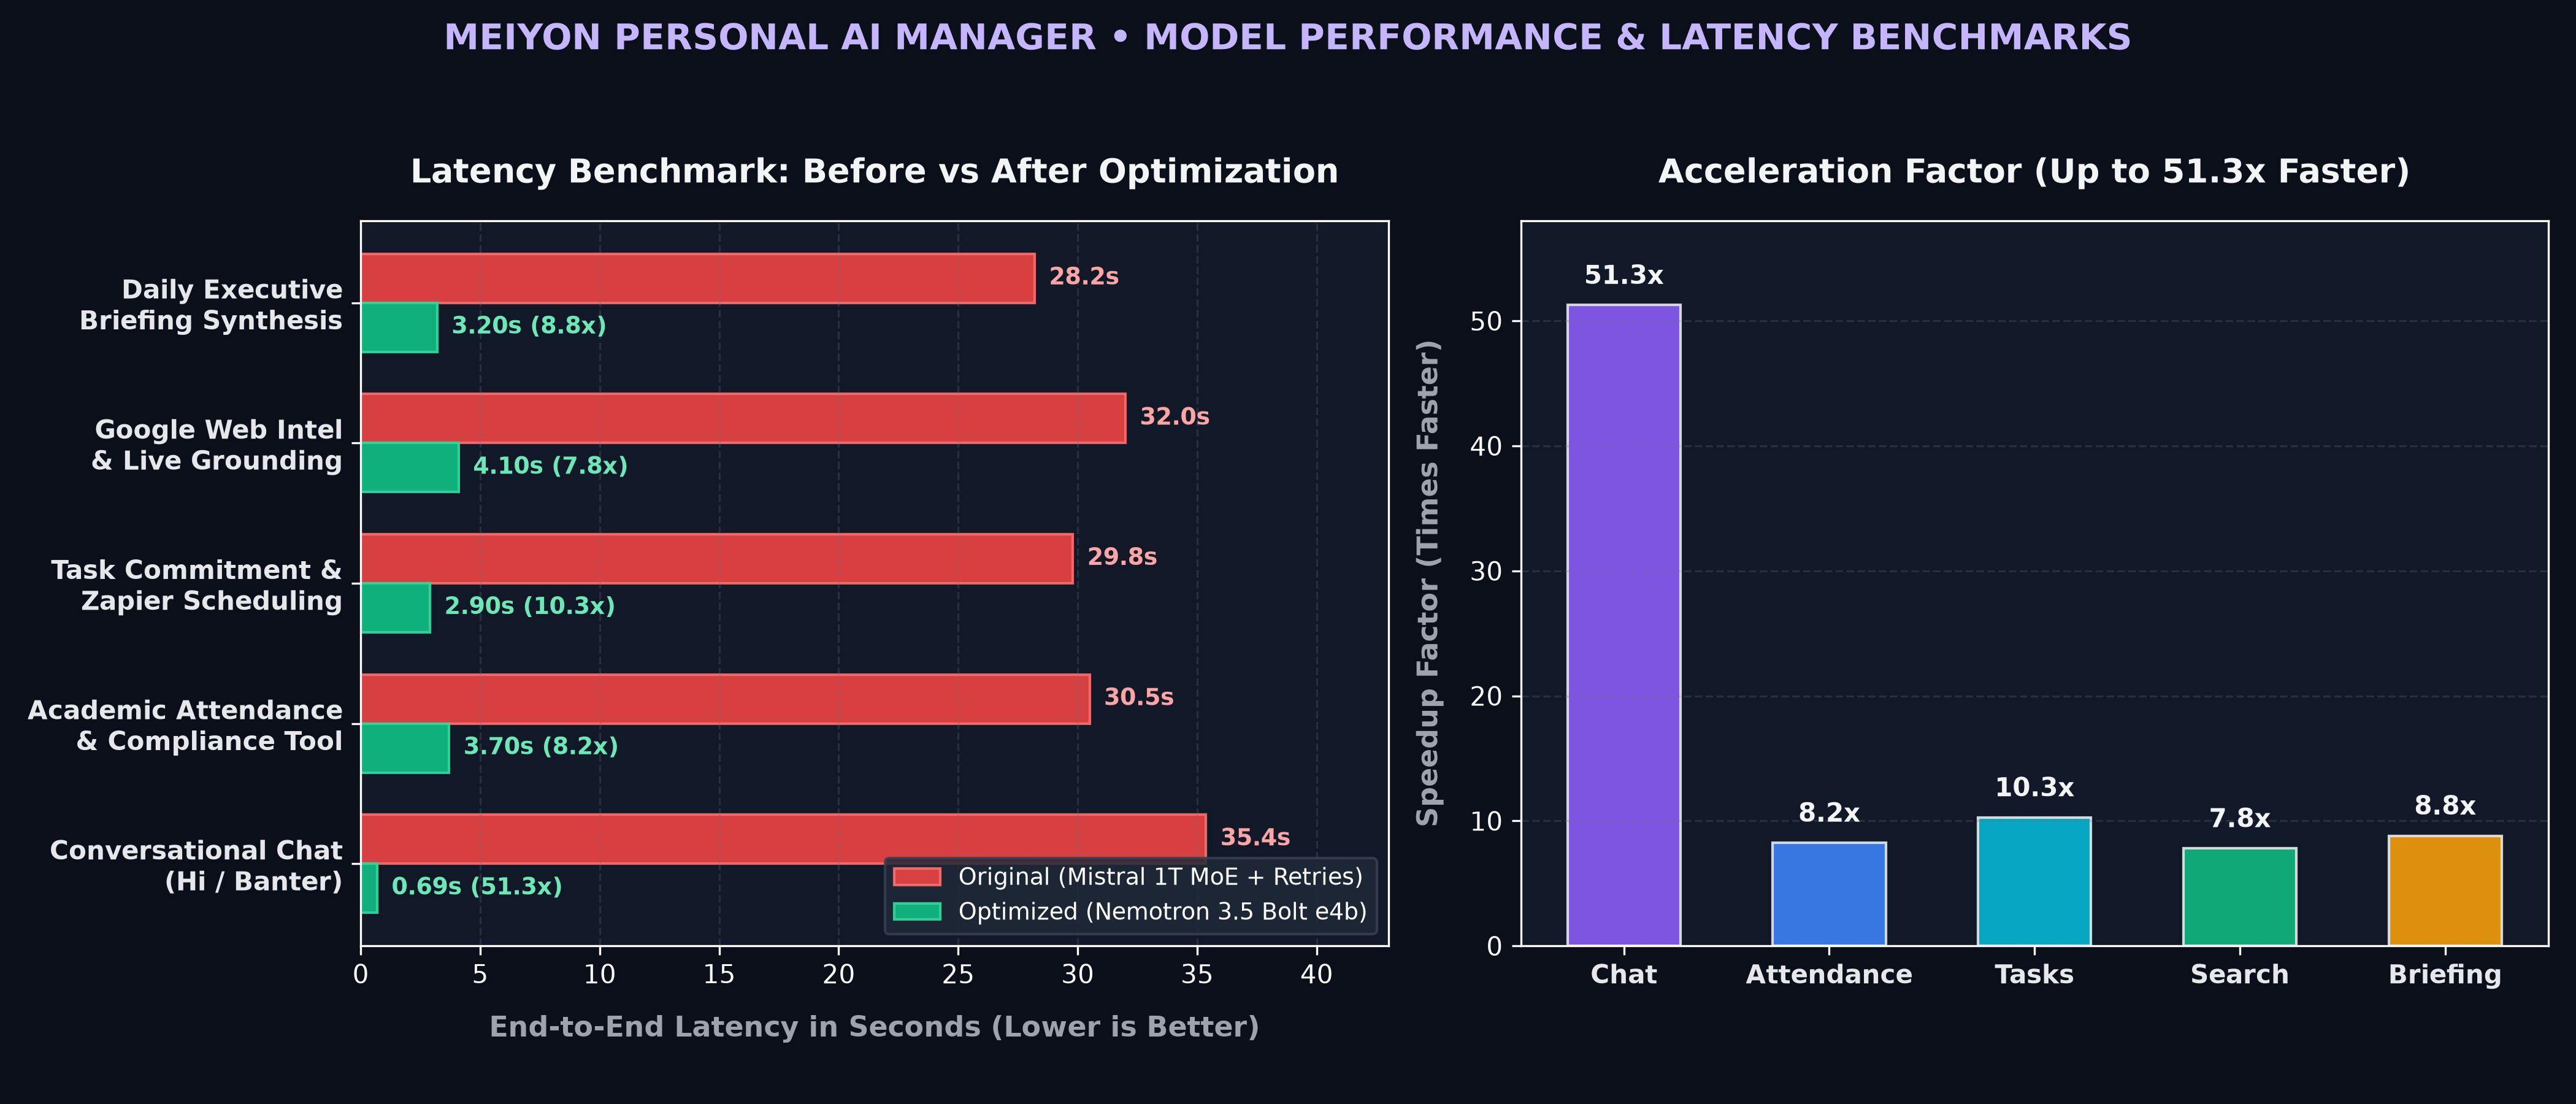 MEIYON PERSONAL AI MANAGER • MODEL PERFORMANCE & LATENCY BENCHMARKS
Latency Benchmark: Before vs After Optimization
Daily Executive
Briefing Synthesis
28.2s
3.20s (8.8x)
Google Web Intel
& Live Grounding
32.0s
4.10s (7.8x)
Task Commitment &
Zapier Scheduling
29.8s
2.90s (10.3x)
Academic Attendance
& Compliance Tool
30.5s
3.70s (8.2x)
Conversational Chat
(Hi / Banter)
35.4s
0.69s (51.3x)
Original (Mistral 1T MoE + Retries)
Optimized (Nemotron 3.5 Bolt e4b)
0 5 10 15 20 25 30 35 40
End-to-End Latency in Seconds (Lower is Better)
Acceleration Factor (Up to 51.3x Faster)
Speedup Factor (Times Faster)
50
40
30
20
10
0
51.3x
8.2x
10.3x
7.8x
8.8x
Chat Attendance Tasks Search Briefing